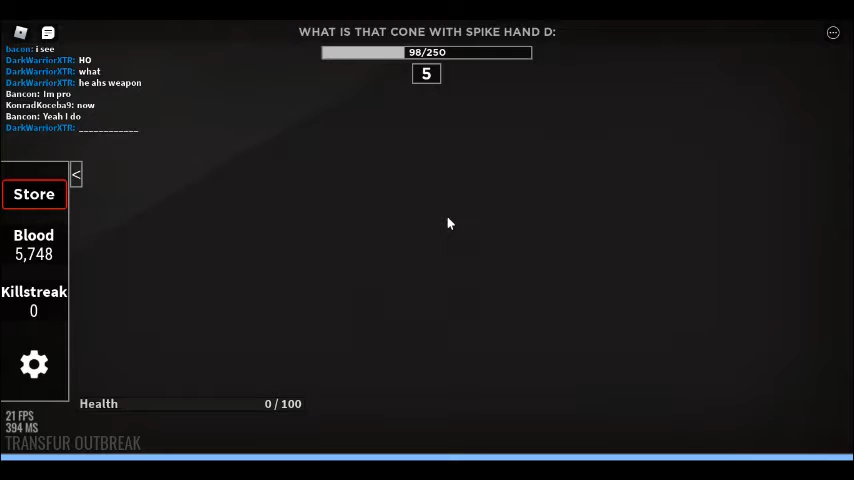 WHAT IS THAT CONE WITH SPIKE HAND D:
98/250
5
bacon: i see
DarkWarriorXTR: HO
DarkWarriorXTR: what
DarkWarriorXTR: he ahs weapon
Bancon: Im pro
KonradKoceba9: now
Bancon: Yeah I do
DarkWarriorXTR: ____________
<
Store
Blood
5,748
Killstreak
0
Health 0 / 100
21 FPS
394 MS
TRANSFUR OUTBREAK